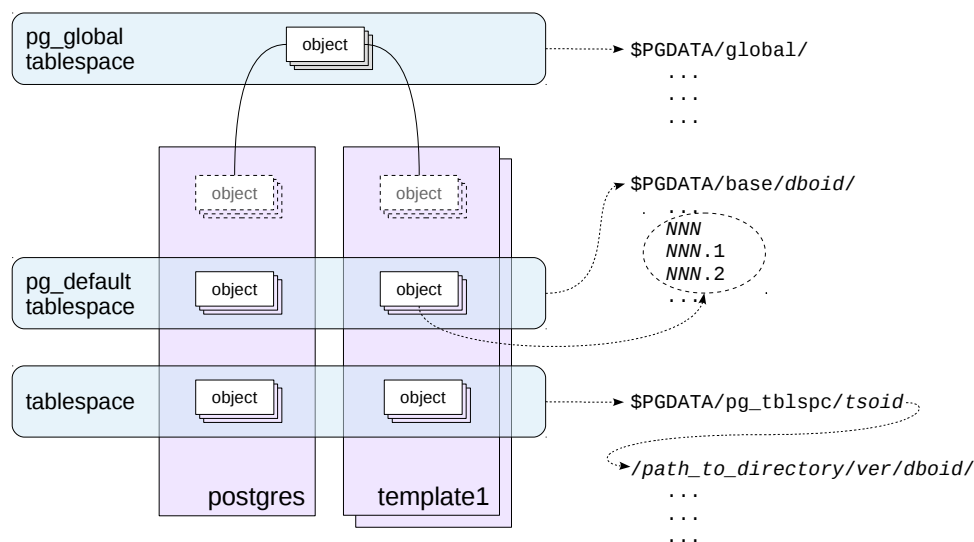 pg_global
tablespace
object
$PGDATA/global/
...
...
...
object
object
$PGDATA/base/dboid/
...
NNN
NNN.1
NNN.2
...
pg_default
tablespace
object
object
tablespace
object
object
$PGDATA/pg_tblspc/tsoid
/path_to_directory/ver/dboid/
...
...
...
postgres
template1